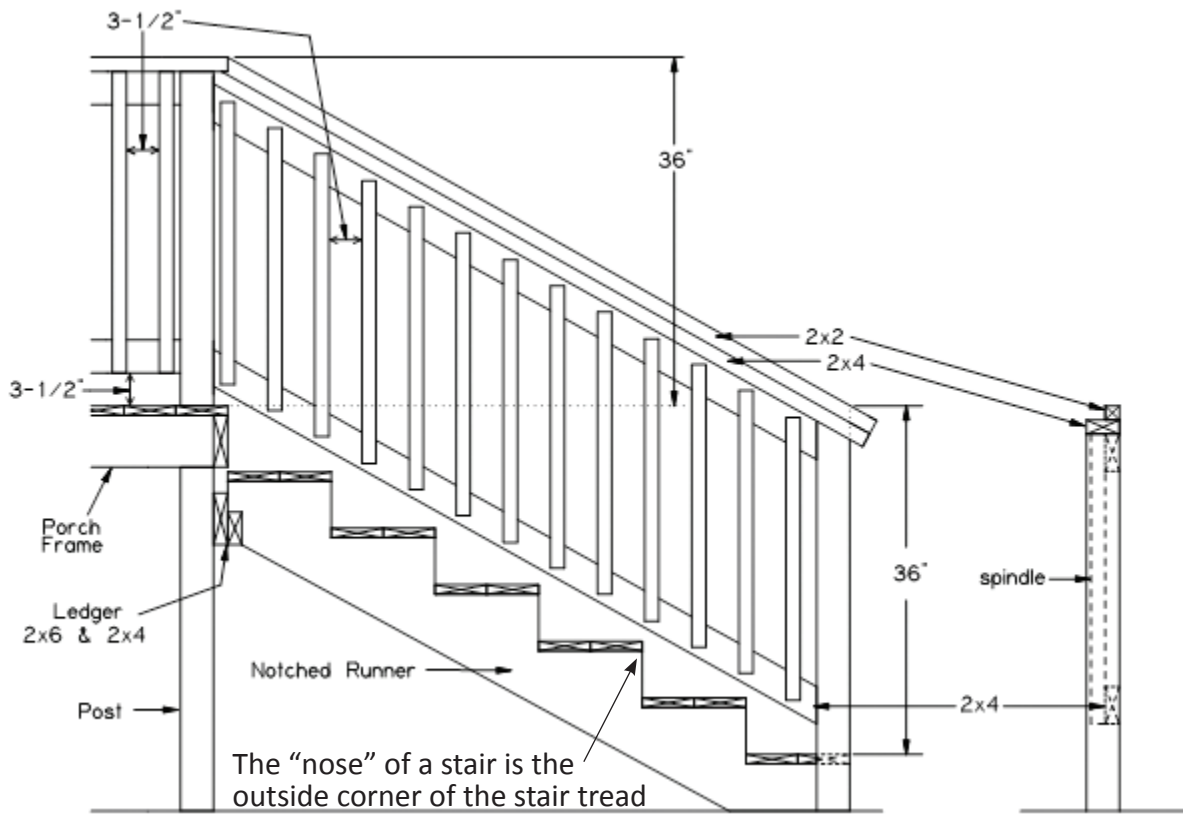 3-1/2"
36"
2x2
2x4
3-1/2"
Porch
Frame
36"
spindle
Ledger
2x6 & 2x4
Notched Runner
2x4
Post
The “nose” of a stair is the
outside corner of the stair tread